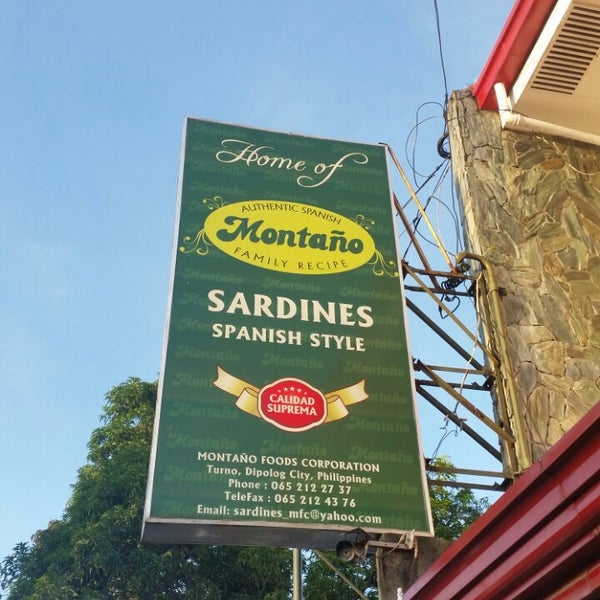 Home of
AUTHENTIC SPANISH
Montaño
FAMILY RECIPE
SARDINES
SPANISH STYLE
CALIDAD
SUPREMA
MONTAÑO FOODS CORPORATION
Turno, Dipolog City, Philippines
Phone : 065 212 27 37
TeleFax : 065 212 43 76
Email: sardines_mfc@yahoo.com